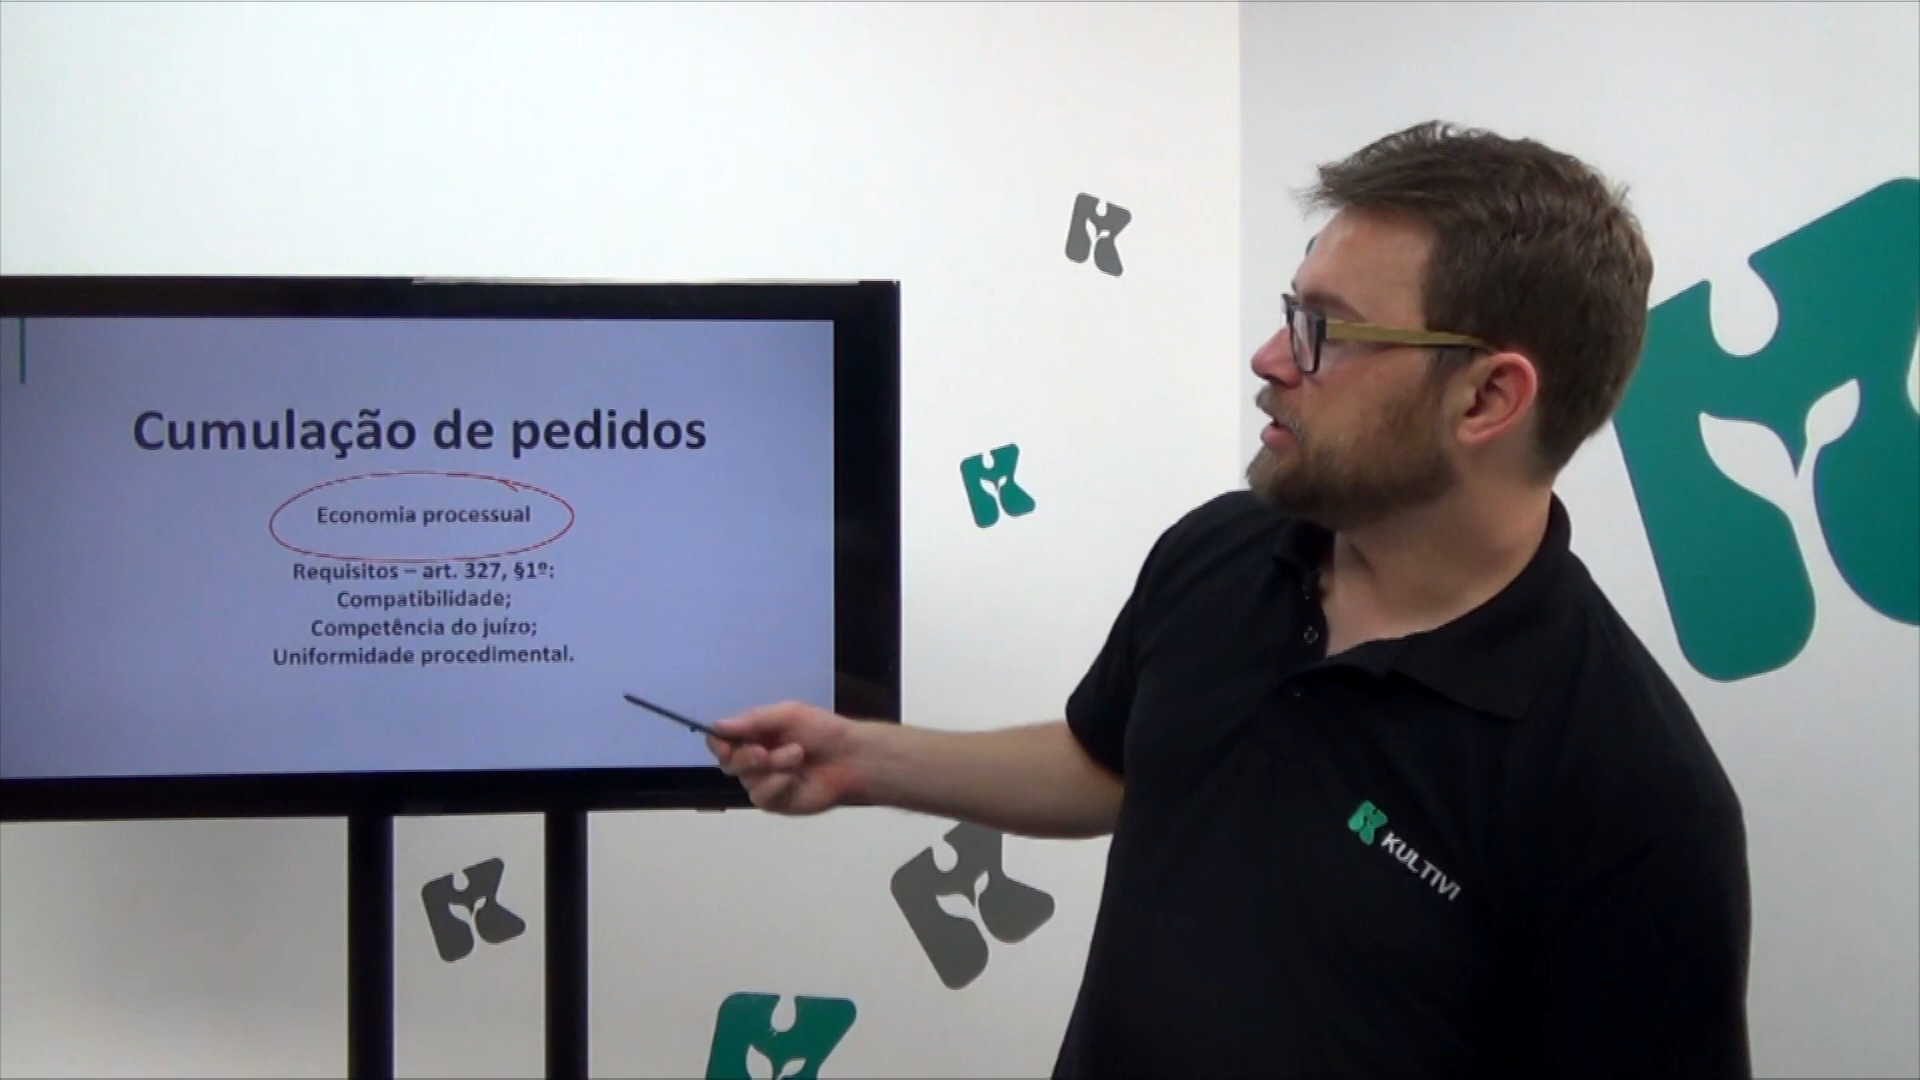 Cumulação de pedidos
Economia processual
Requisitos – art. 327, §1º:
Compatibilidade;
Competência do juízo;
Uniformidade procedimental.
KULTIVI